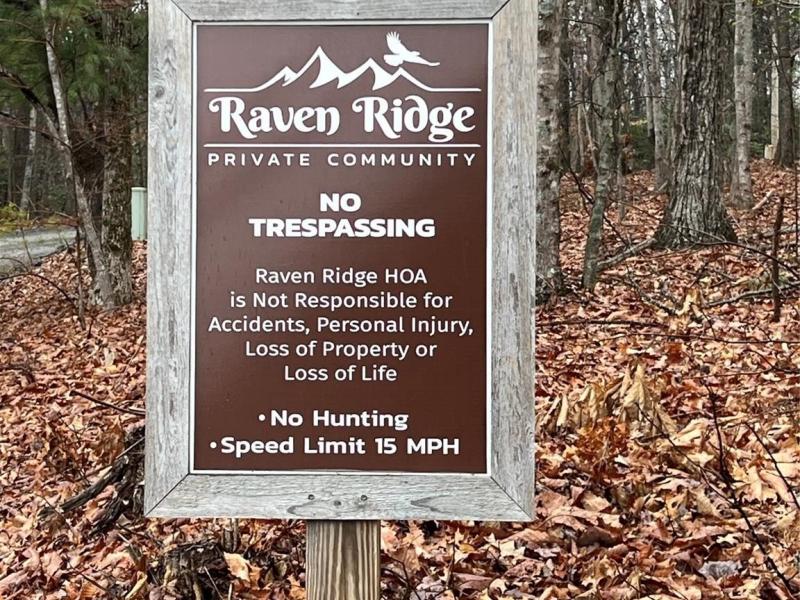 Raven Ridge
PRIVATE COMMUNITY
NO
TRESPASSING
Raven Ridge HOA
is Not Responsible for
Accidents, Personal Injury,
Loss of Property or
Loss of Life
•No Hunting
•Speed Limit 15 MPH